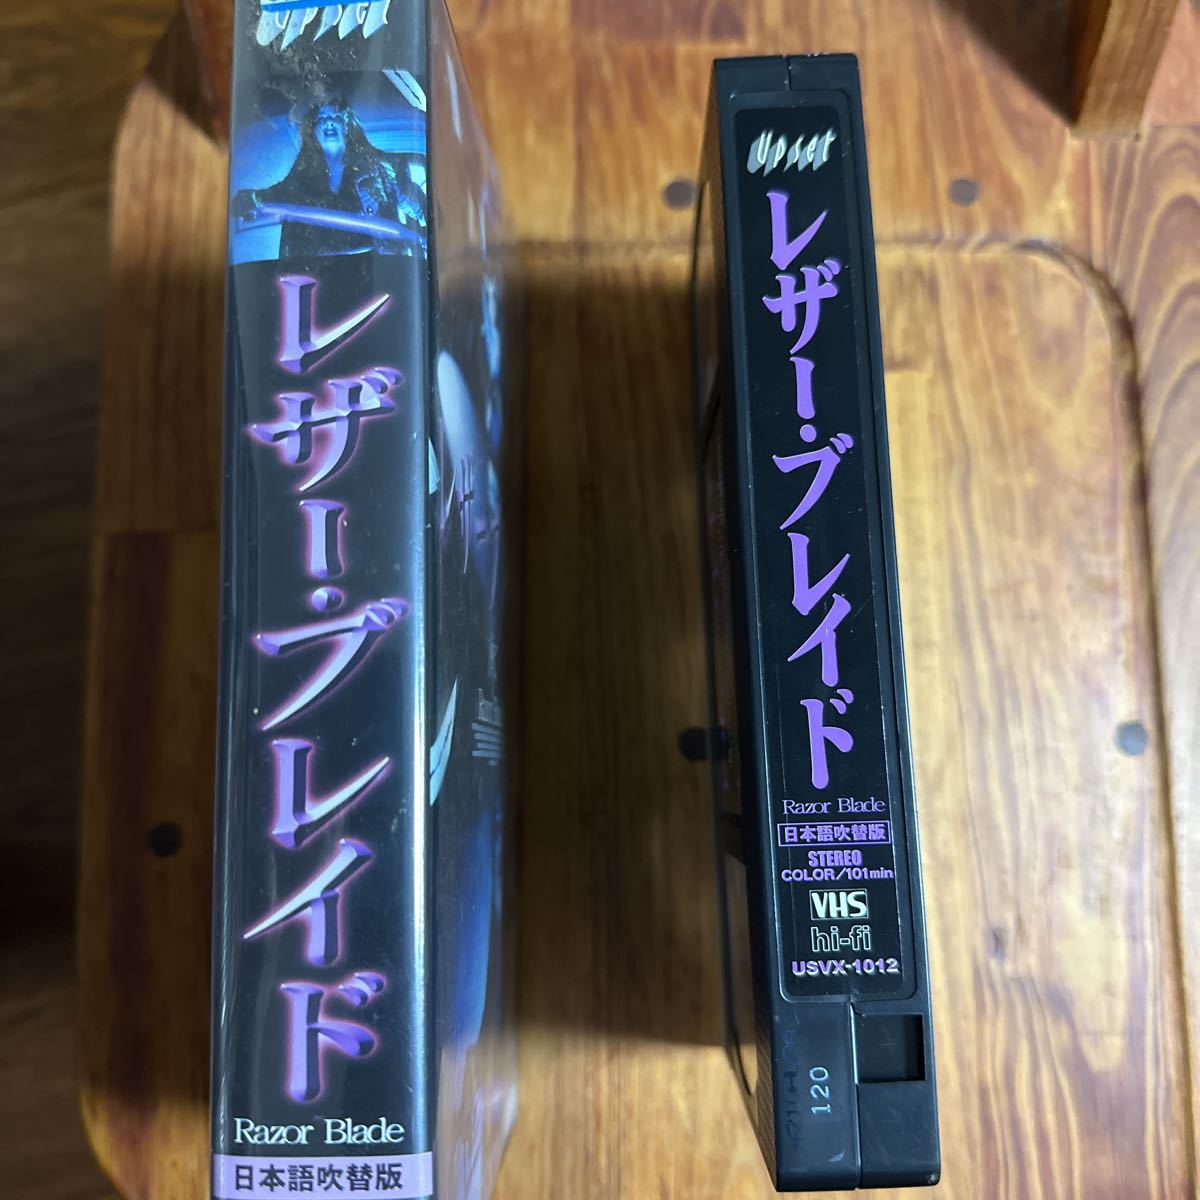 Upset
レザー・ブレイド
Razor Blade
日本語吹替版
Upset
レザー・ブレイド
Razor Blade
日本語吹替版
STEREO
COLOR/101min
VHS
hi-fi
USVX-1012
120